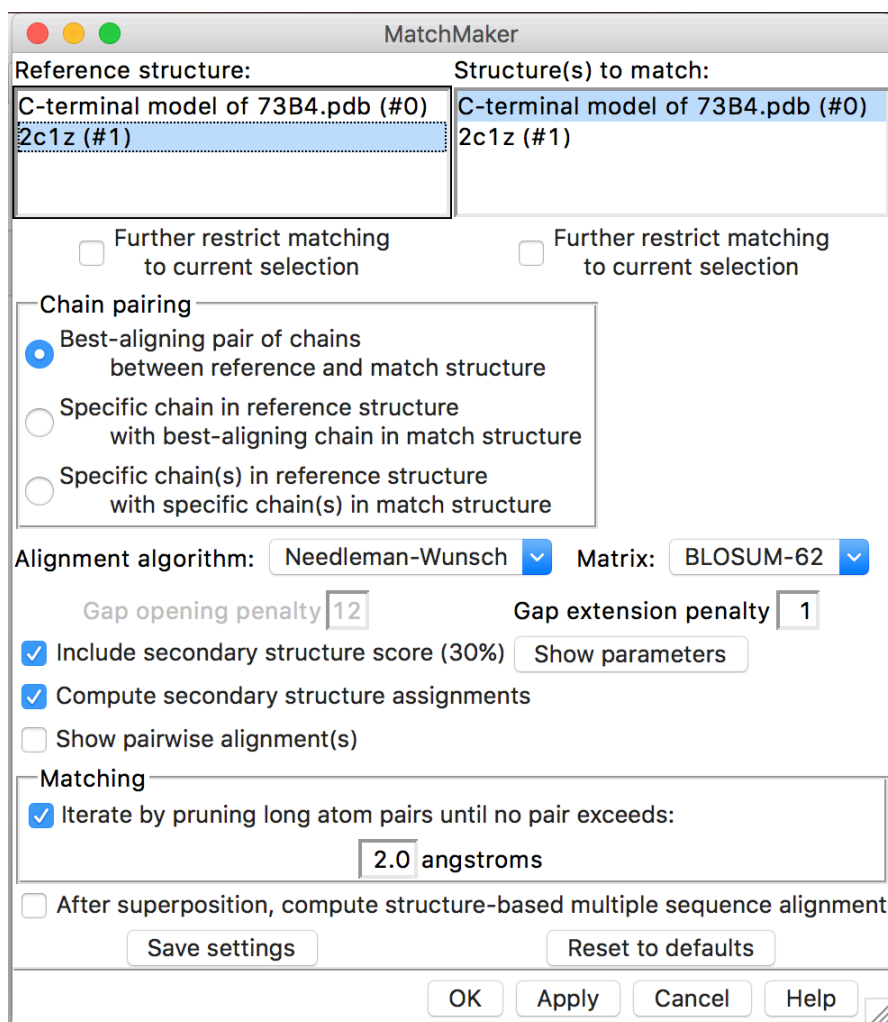 MatchMaker
Reference structure:
C-terminal model of 73B4.pdb (#0)
2c1z (#1)
Structure(s) to match:
C-terminal model of 73B4.pdb (#0)
2c1z (#1)
Further restrict matching
to current selection
Further restrict matching
to current selection
Chain pairing
Best-aligning pair of chains
between reference and match structure
Specific chain in reference structure
with best-aligning chain in match structure
Specific chain(s) in reference structure
with specific chain(s) in match structure
Alignment algorithm: Needleman-Wunsch Matrix: BLOSUM-62
Gap opening penalty 12 Gap extension penalty 1
Include secondary structure score (30%) Show parameters
Compute secondary structure assignments
Show pairwise alignment(s)
Matching
Iterate by pruning long atom pairs until no pair exceeds:
2.0 angstroms
After superposition, compute structure-based multiple sequence alignment
Save settings Reset to defaults
OK Apply Cancel Help